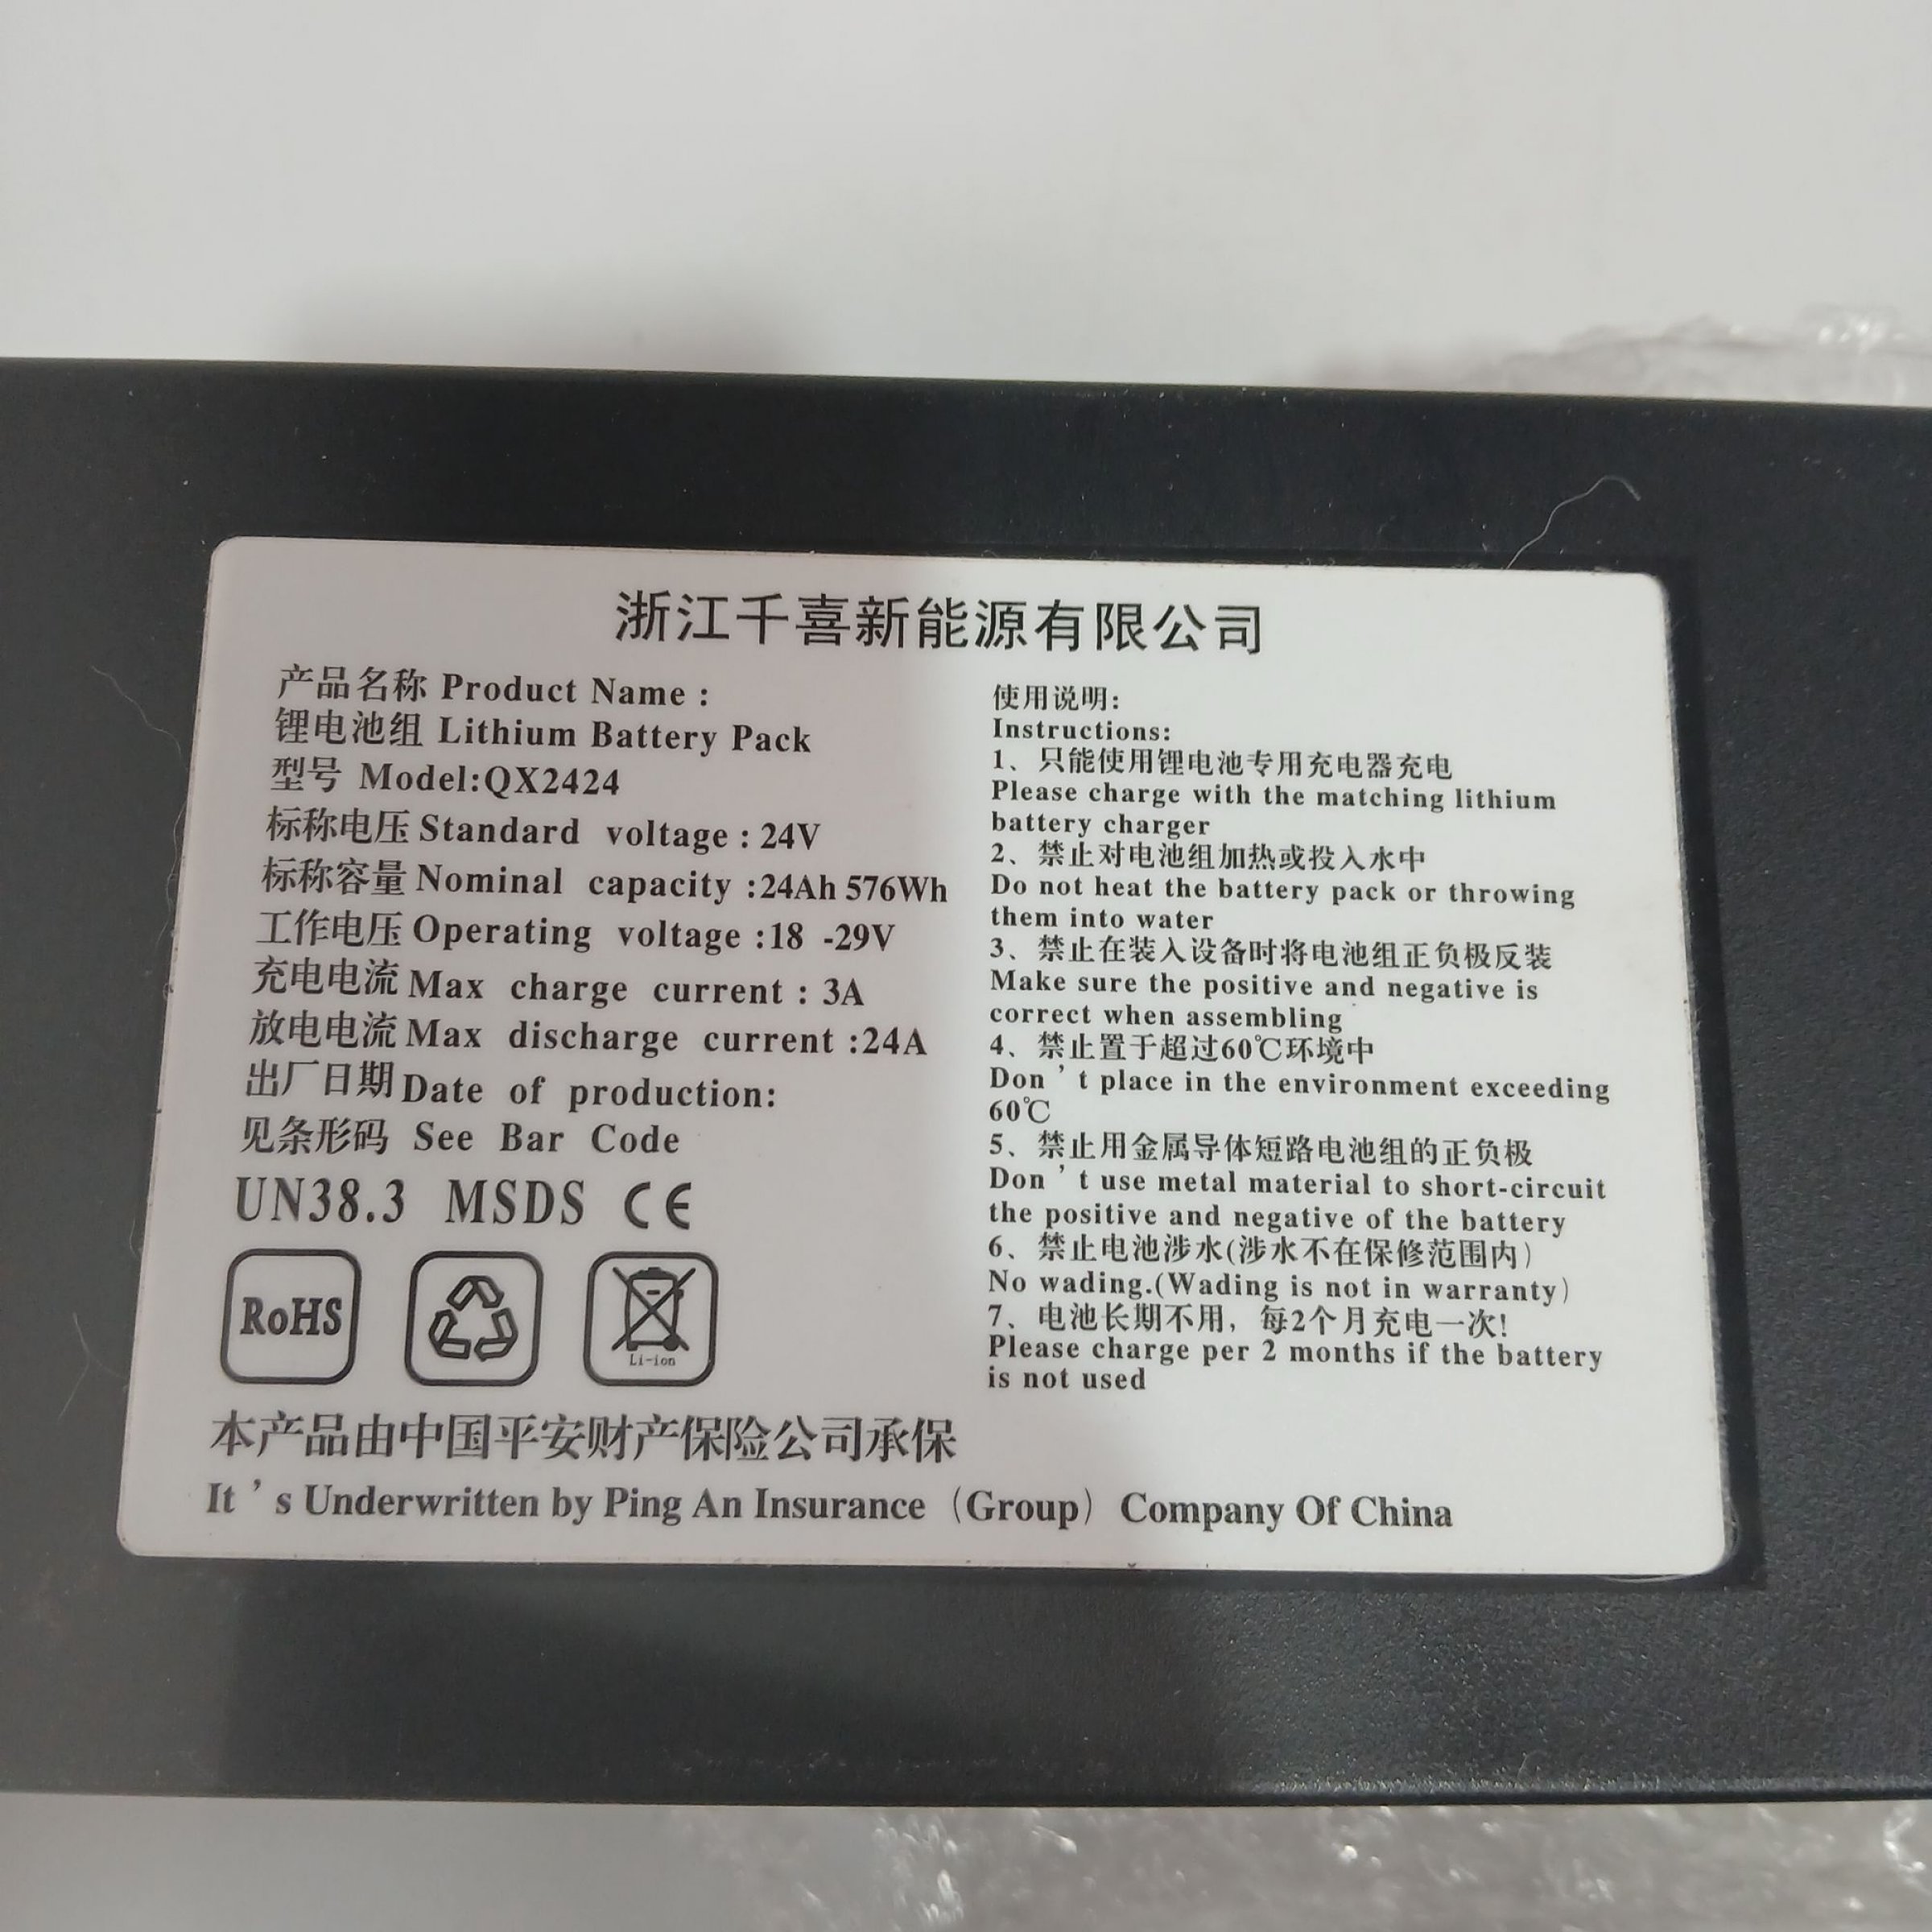 浙江千喜新能源有限公司
产品名称 Product Name :
锂电池组 Lithium Battery Pack
型号 Model:QX2424
标称电压 Standard voltage : 24V
标称容量 Nominal capacity :24Ah 576Wh
工作电压 Operating voltage :18 -29V
充电电流 Max charge current : 3A
放电电流 Max discharge current :24A
出厂日期 Date of production:
见条形码 See Bar Code
UN38.3 MSDS CE
RoHS
Li-ion
使用说明:
Instructions:
1、只能使用锂电池专用充电器充电
Please charge with the matching lithium
battery charger
2、禁止对电池组加热或投入水中
Do not heat the battery pack or throwing
them into water
3、禁止在装入设备时将电池组正负极反装
Make sure the positive and negative is
correct when assembling
4、禁止置于超过60℃环境中
Don’t place in the environment exceeding
60℃
5、禁止用金属导体短路电池组的正负极
Don’t use metal material to short-circuit
the positive and negative of the battery
6、禁止电池涉水(涉水不在保修范围内)
No wading.(Wading is not in warranty)
7、电池长期不用，每2个月充电一次!
Please charge per 2 months if the battery
is not used
本产品由中国平安财产保险公司承保
It’s Underwritten by Ping An Insurance（Group）Company Of China